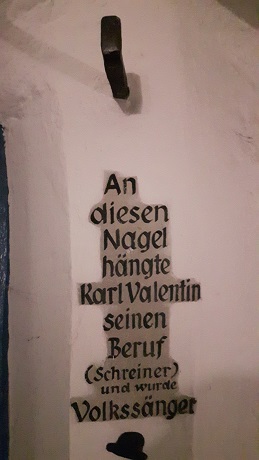 An
diesen
Nagel
hängte
Karl Valentin
seinen
Beruf
(Schreiner)
und wurde
Volkssänger